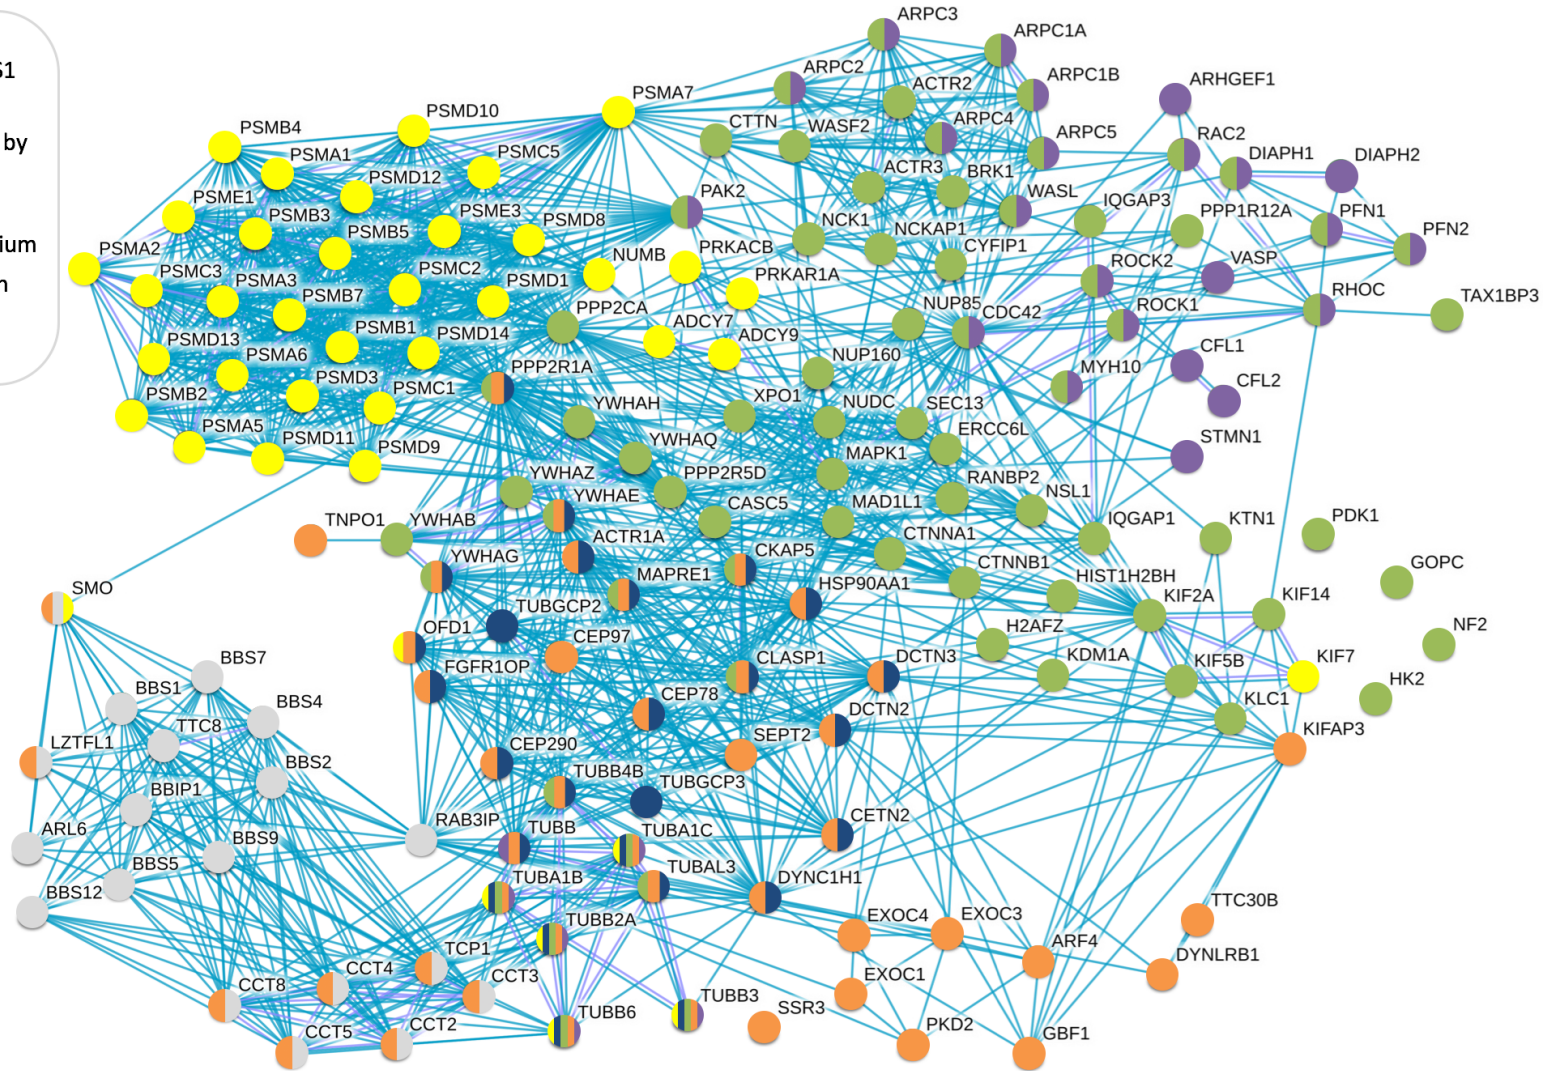 S1
by
ium
n
ARPC3
ARPC1A
ARPC2
ACTR2
ARPC1B
ARHGEF1
PSMA7
PSMD10
PSMB4
CTTN
WASF2
ARPC4
ARPC5
RAC2
DIAPH1
DIAPH2
PSMA1
PSMC5
PSMD12
ACTR3
BRK1
PSME1
PAK2
WASL
IQGAP3
PPP1R12A
PFN1
PFN2
PSMB3
PSME3
PSMD8
NCK1
NCKAP1
PSMB5
NUMB
PRKACB
CYFIP1
PSMA2
ROCK2
VASP
PSMC3
PSMA3
PSMC2
PSMD1
PRKAR1A
RHOC
TAX1BP3
PSMB7
PPP2CA
NUP85
CDC42
ROCK1
PSMB1
PSMD14
ADCY7
ADCY9
PSMD13
PSMA6
NUP160
MYH10
CFL1
PSMD3
PSMC1
PPP2R1A
CFL2
PSMB2
YWHAH
XPO1
NUDC
SEC13
PSMA5
PSMD11
PSMD9
YWHAQ
ERCC6L
STMN1
MAPK1
YWHAZ
PPP2R5D
RANBP2
NSL1
YWHAE
CASC5
MAD1L1
TNPO1
YWHAB
IQGAP1
KTN1
PDK1
ACTR1A
CTNNA1
YWHAG
CKAP5
MAPRE1
HSP90AA1
CTNNB1
HIST1H2BH
GOPC
SMO
KIF2A
KIF14
TUBGCP2
OFD1
CEP97
H2AFZ
NF2
BBS7
FGFR1OP
CLASP1
DCTN3
KDM1A
KIF5B
KIF7
BBS1
BBS4
CEP78
DCTN2
KLC1
HK2
TTC8
LZTFL1
CEP290
SEPT2
KIFAP3
BBS2
BBIP1
TUBB4B
TUBGCP3
ARL6
BBS9
RAB3IP
TUBB
TUBA1C
CETN2
BBS5
TUBA1B
TUBAL3
DYNC1H1
BBS12
TUBB2A
EXOC4
EXOC3
TTC30B
TCP1
ARF4
DYNLRB1
CCT4
CCT3
EXOC1
CCT8
TUBB3
SSR3
CCT5
CCT2
TUBB6
PKD2
GBF1